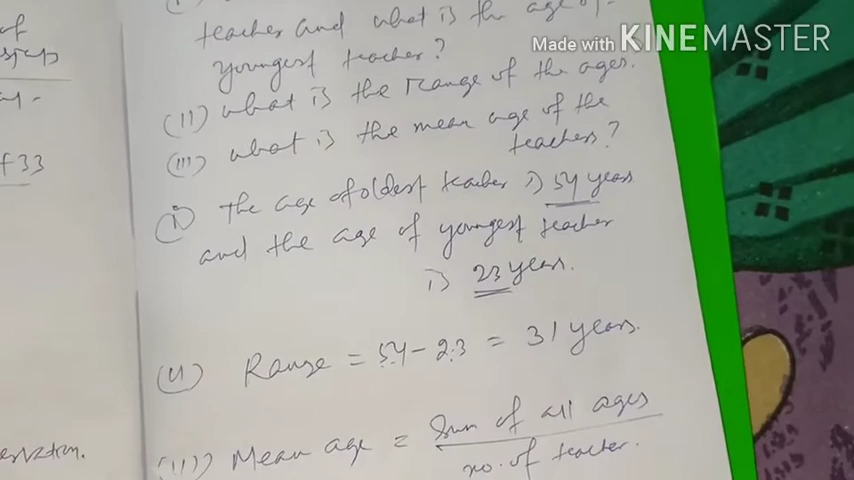 of
Made with KINEMASTER
teacher and what is the age of
youngest teacher?
(II) what is the range of the ages.
(III) what is the mean age of the
teachers?
f 33
(i) The age of oldest teacher is 54 years
and the age of youngest teacher
is 23 years.
(II) Range = 54 - 23 = 31 years.
(III) Mean age = Sum of all ages
no. of teacher.